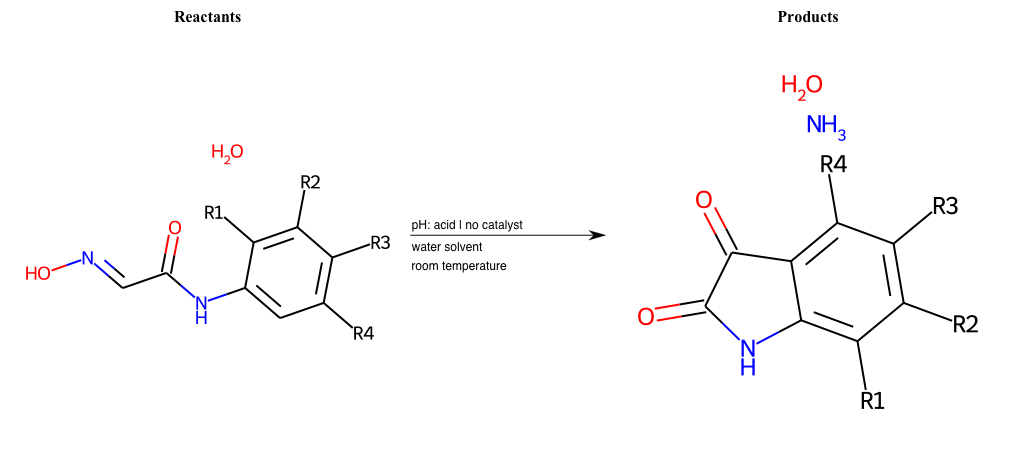 Reactants
Products
H2O
NH3
R4
H2O
R2
R1
O
R3
N
HO
N
H
R4
pH: acid | no catalyst
water solvent
room temperature
O
R3
O
R2
N
H
R1